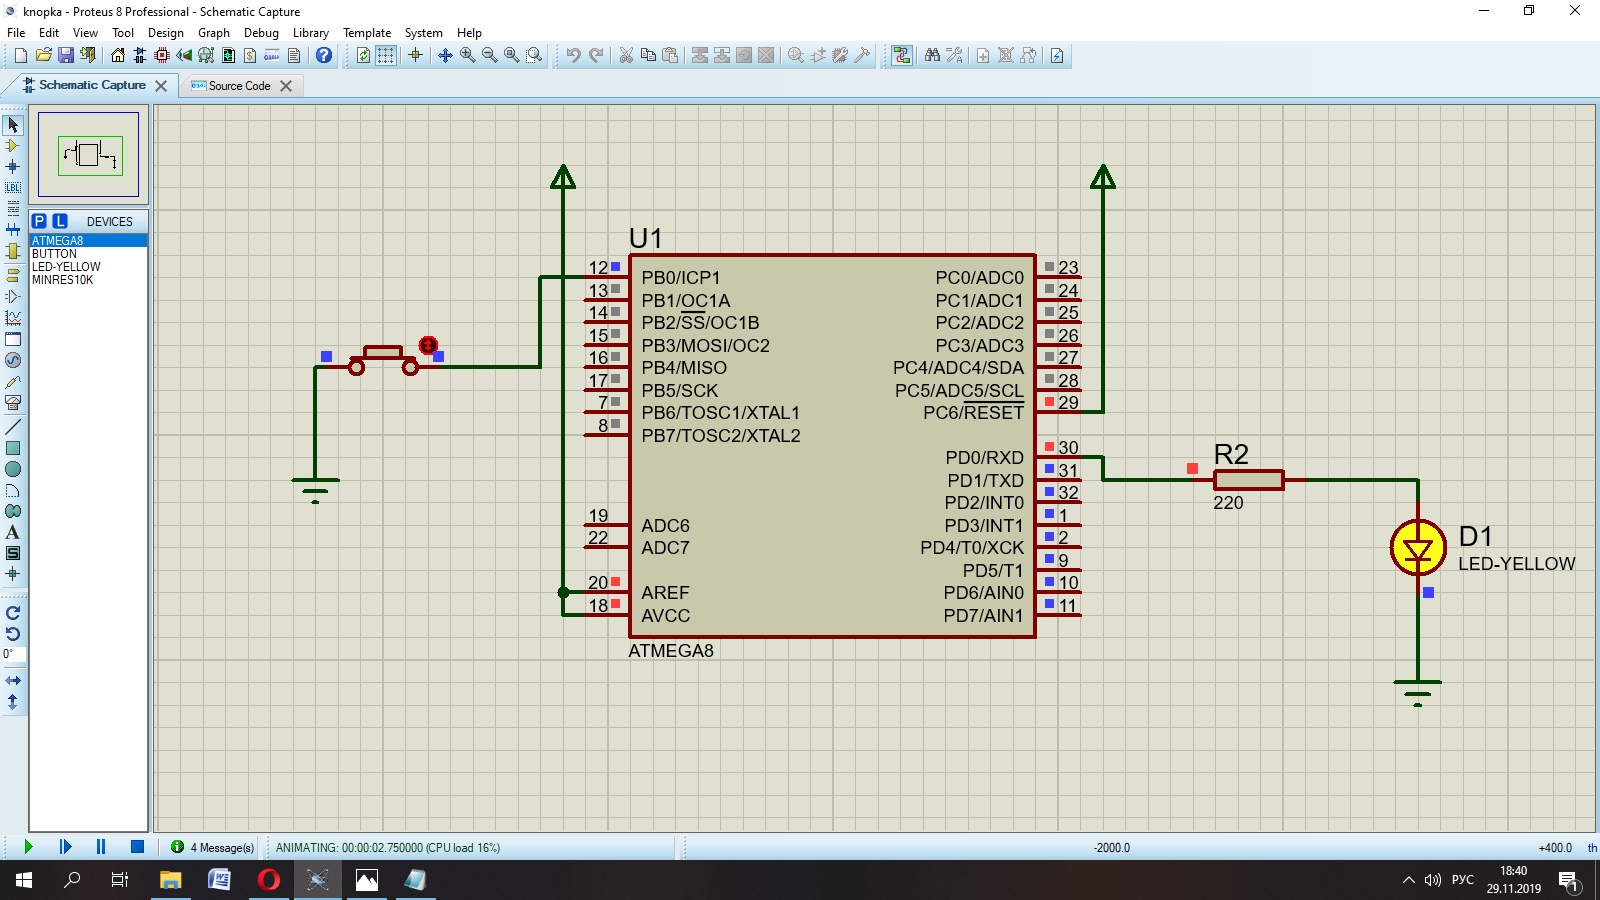 knopka - Proteus 8 Professional - Schematic Capture
File Edit View Tool Design Graph Debug Library Template System Help
Schematic Capture Source Code
P L DEVICES
ATMEGA8
BUTTON
LED-YELLOW
MINRES10K
LBL
A
S
0°
U1
12 PB0/ICP1 PC0/ADC0 23
13 PB1/OC1A PC1/ADC1 24
14 PB2/SS/OC1B PC2/ADC2 25
15 PB3/MOSI/OC2 PC3/ADC3 26
16 PB4/MISO PC4/ADC4/SDA 27
17 PB5/SCK PC5/ADC5/SCL 28
7 PB6/TOSC1/XTAL1 PC6/RESET 29
8 PB7/TOSC2/XTAL2
PD0/RXD 30
PD1/TXD 31
PD2/INT0 32
19 ADC6 PD3/INT1 1
22 ADC7 PD4/T0/XCK 2
PD5/T1 9
20 AREF PD6/AIN0 10
18 AVCC PD7/AIN1 11
ATMEGA8
R2
220
D1
LED-YELLOW
4 Message(s) ANIMATING: 00:00:02.750000 (CPU load 16%) -2000.0 +400.0 th
РУС 18:40
29.11.2019 1